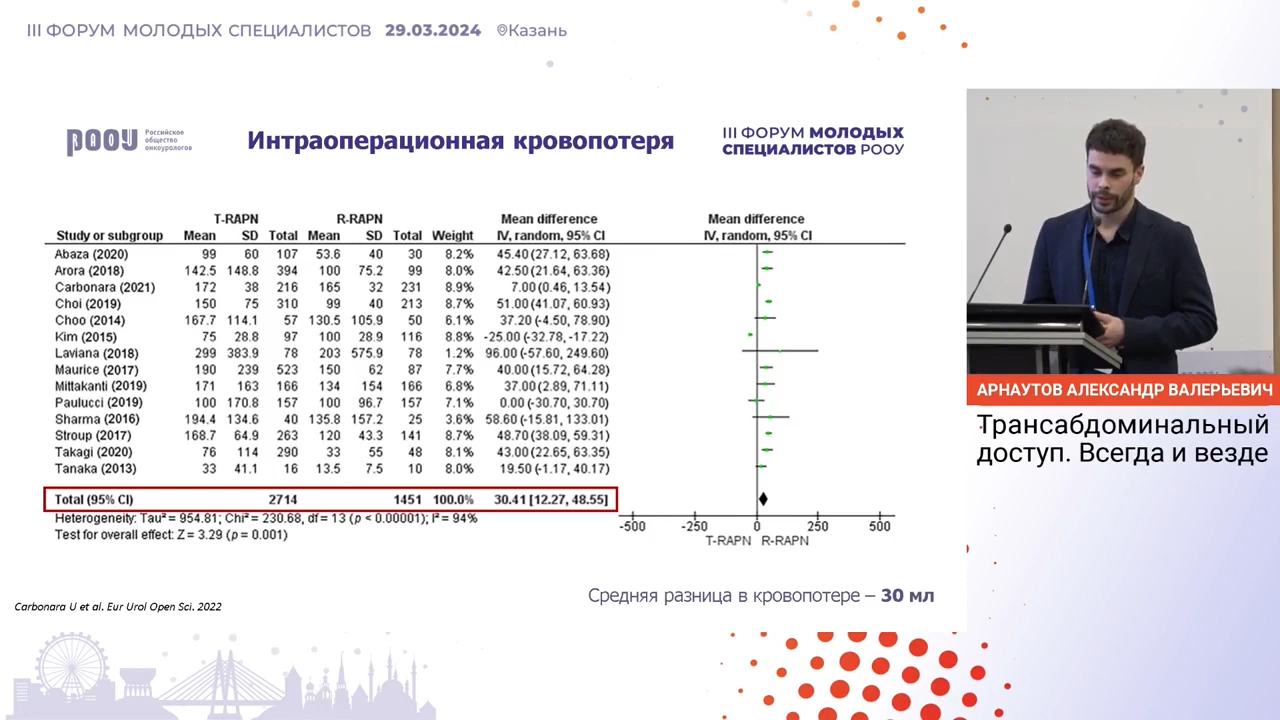 III ФОРУМ МОЛОДЫХ СПЕЦИАЛИСТОВ 29.03.2024 Казань
РООУ Российское общество онкоурологов
Интраоперационная кровопотеря
III ФОРУМ МОЛОДЫХ
СПЕЦИАЛИСТОВ РООУ
T-RAPN R-RAPN Mean difference Mean difference
Study or subgroup Mean SD Total Mean SD Total Weight IV, random, 95% CI IV, random, 95% CI
Abaza (2020) 99 60 107 53.6 40 30 8.2% 45.40 (27.12, 63.68)
Arora (2018) 142.5 148.8 394 100 75.2 99 8.0% 42.50 (21.64, 63.36)
Carbonara (2021) 172 38 216 165 32 231 8.9% 7.00 (0.46, 13.54)
Choi (2019) 150 75 310 99 40 213 8.7% 51.00 (41.07, 60.93)
Choo (2014) 167.7 114.1 57 130.5 105.9 50 6.1% 37.20 (-4.50, 78.90)
Kim (2015) 75 28.8 97 100 28.9 116 8.8% -25.00 (-32.78, -17.22)
Laviana (2018) 299 383.9 78 203 575.9 78 1.2% 96.00 (-57.60, 249.60)
Maurice (2017) 190 239 523 150 62 87 7.7% 40.00 (15.72, 64.28)
Mittakanti (2019) 171 163 166 134 154 166 6.8% 37.00 (2.89, 71.11)
Paulucci (2019) 100 170.8 157 100 96.7 157 7.1% 0.00 (-30.70, 30.70)
Sharma (2016) 194.4 134.6 40 135.8 157.2 25 3.6% 58.60 (-15.81, 133.01)
Stroup (2017) 168.7 64.9 263 120 43.3 141 8.7% 48.70 (38.09, 59.31)
Takagi (2020) 76 114 290 33 55 48 8.1% 43.00 (22.65, 63.35)
Tanaka (2013) 33 41.1 16 13.5 7.5 10 8.0% 19.50 (-1.17, 40.17)
Total (95% CI) 2714 1451 100.0% 30.41 [12.27, 48.55]
Heterogeneity: Tau² = 954.81; Chi² = 230.68, df = 13 (p < 0.00001); I² = 94%
Test for overall effect: Z = 3.29 (p = 0.001)
-500 -250 0 250 500
T-RAPN R-RAPN
Средняя разница в кровопотере – 30 мл
Carbonara U et al. Eur Urol Open Sci. 2022
АРНАУТОВ АЛЕКСАНДР ВАЛЕРЬЕВИЧ
Трансабдоминальный
доступ. Всегда и везде